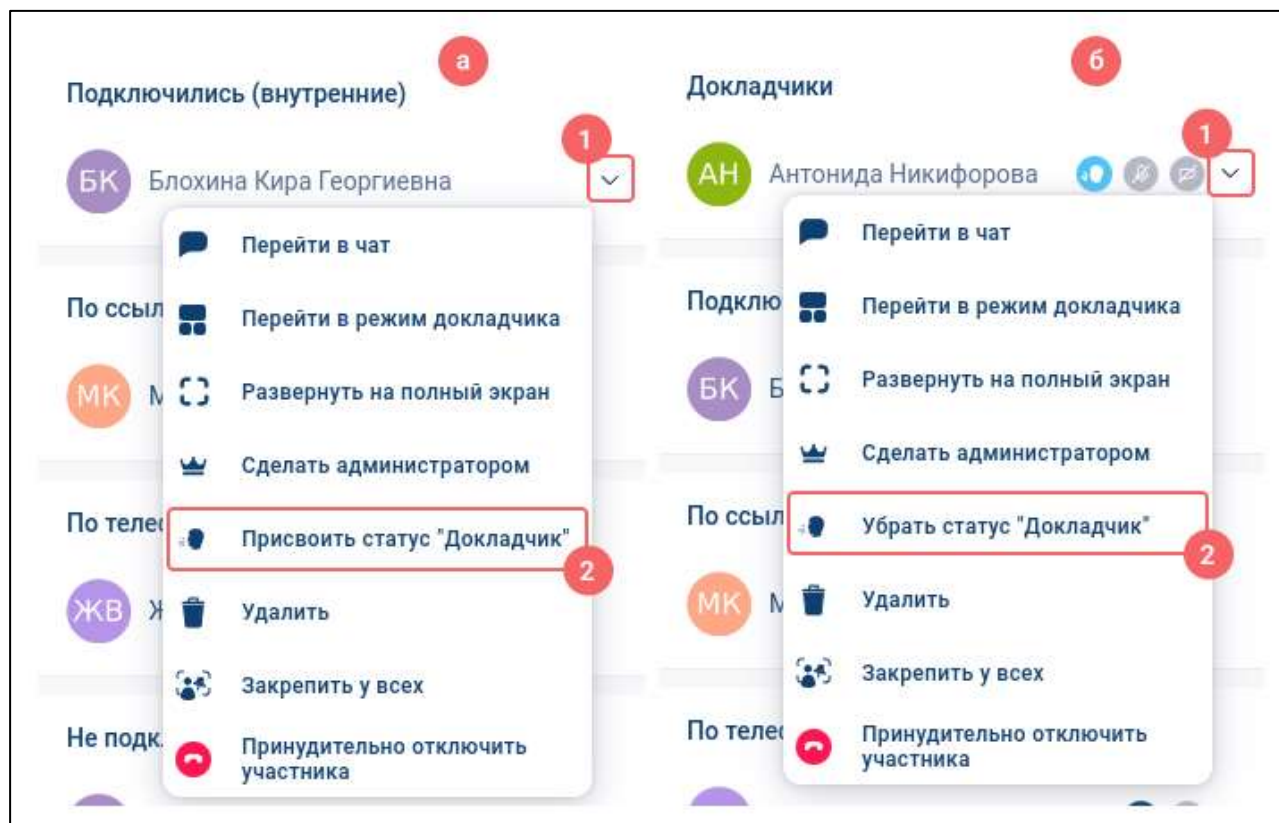 а
Подключились (внутренние)
1
БК Блохина Кира Георгиевна
Перейти в чат
По ссыл
Перейти в режим докладчика
МК
Развернуть на полный экран
Сделать администратором
По теле
Присвоить статус "Докладчик"
2
ЖВ
Удалить
Закрепить у всех
Не подк
Принудительно отключить
участника
б
Докладчики
1
АН Антонида Никифорова
Перейти в чат
Подклю
Перейти в режим докладчика
БК Б
Развернуть на полный экран
Сделать администратором
По ссыл
Убрать статус "Докладчик"
2
МК
Удалить
Закрепить у всех
По теле
Принудительно отключить
участника